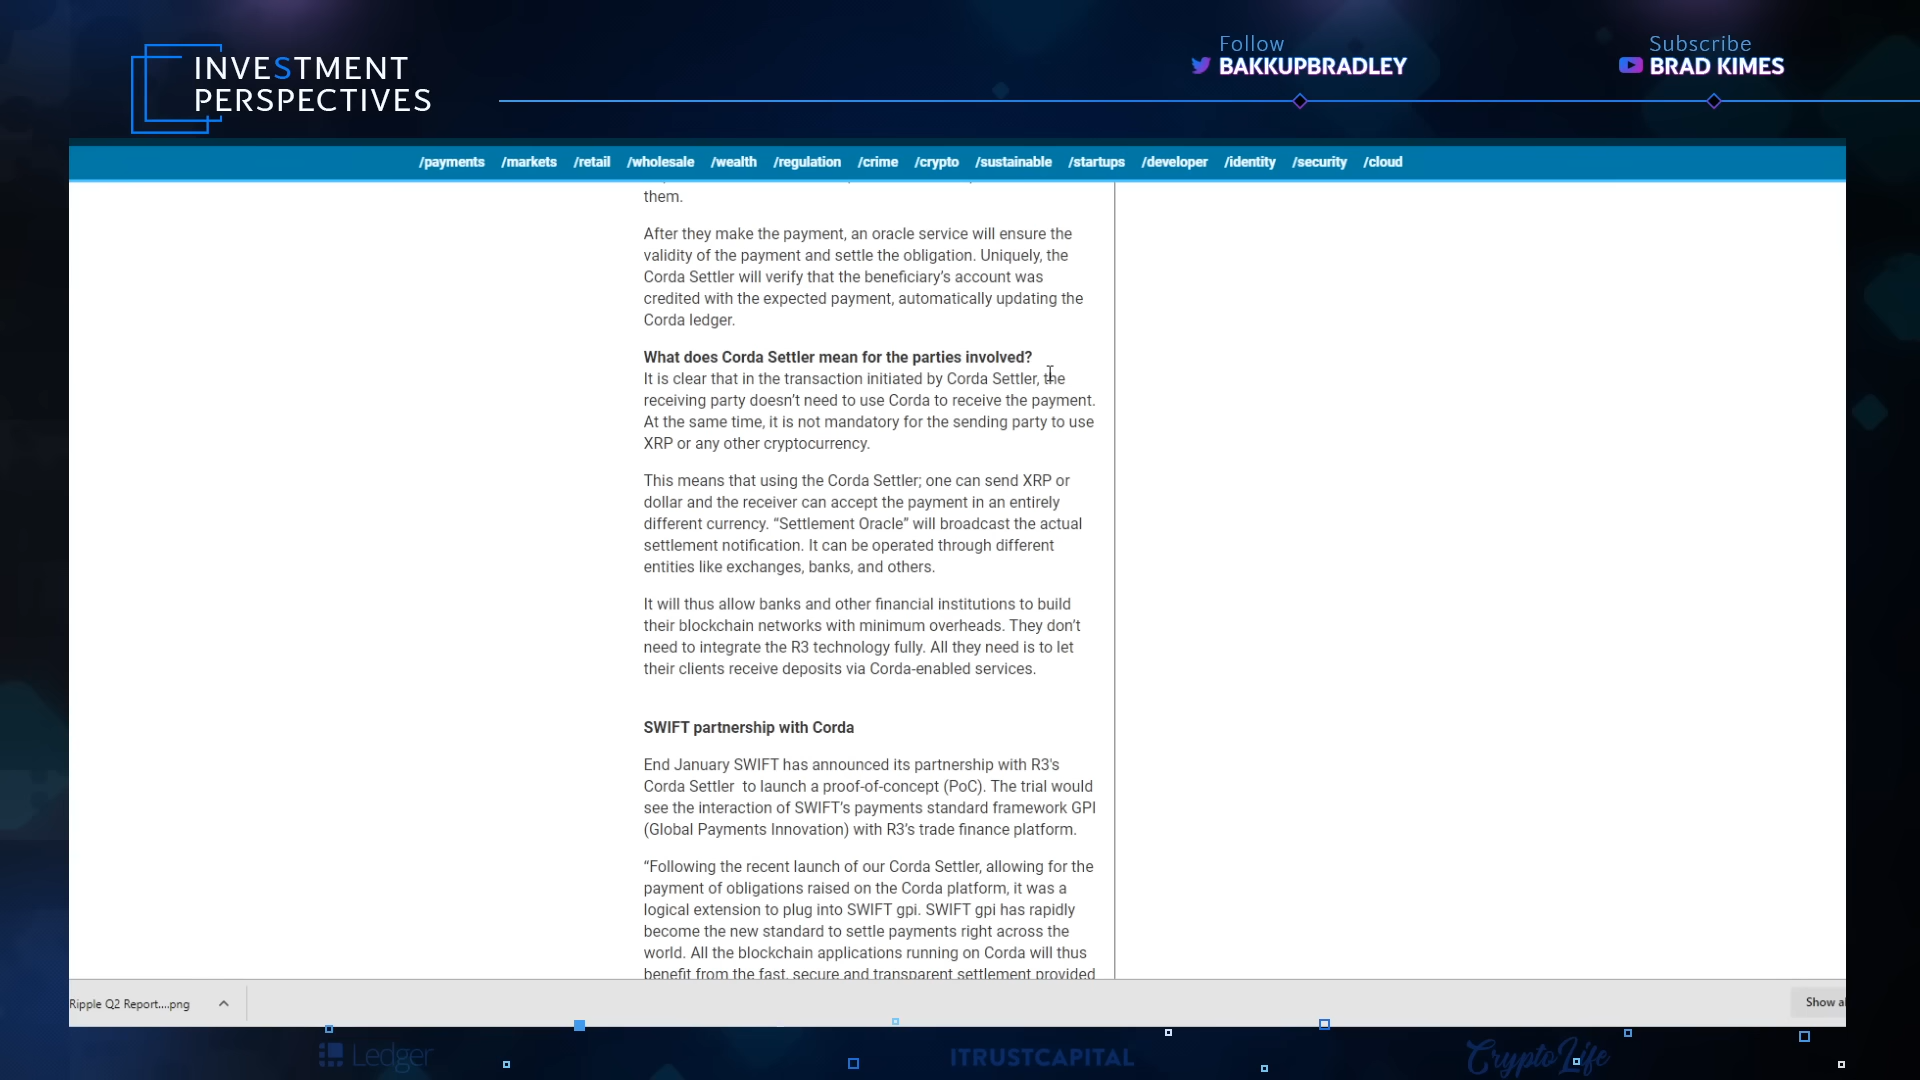 INVESTMENT
PERSPECTIVES
Follow
BAKKUPBRADLEY
Subscribe
BRAD KIMES
/payments /markets /retail /wholesale /wealth /regulation /crime /crypto /sustainable /startups /developer /identity /security /cloud
them.
After they make the payment, an oracle service will ensure the
validity of the payment and settle the obligation. Uniquely, the
Corda Settler will verify that the beneficiary’s account was
credited with the expected payment, automatically updating the
Corda ledger.
What does Corda Settler mean for the parties involved?
It is clear that in the transaction initiated by Corda Settler, the
receiving party doesn’t need to use Corda to receive the payment.
At the same time, it is not mandatory for the sending party to use
XRP or any other cryptocurrency.
This means that using the Corda Settler; one can send XRP or
dollar and the receiver can accept the payment in an entirely
different currency. “Settlement Oracle” will broadcast the actual
settlement notification. It can be operated through different
entities like exchanges, banks, and others.
It will thus allow banks and other financial institutions to build
their blockchain networks with minimum overheads. They don’t
need to integrate the R3 technology fully. All they need is to let
their clients receive deposits via Corda-enabled services.
SWIFT partnership with Corda
End January SWIFT has announced its partnership with R3's
Corda Settler to launch a proof-of-concept (PoC). The trial would
see the interaction of SWIFT’s payments standard framework GPI
(Global Payments Innovation) with R3’s trade finance platform.
“Following the recent launch of our Corda Settler, allowing for the
payment of obligations raised on the Corda platform, it was a
logical extension to plug into SWIFT gpi. SWIFT gpi has rapidly
become the new standard to settle payments right across the
world. All the blockchain applications running on Corda will thus
benefit from the fast, secure and transparent settlement provided
Ripple Q2 Report....png
Show a
Ledger
ITRUSTCAPITAL
CryptoLife